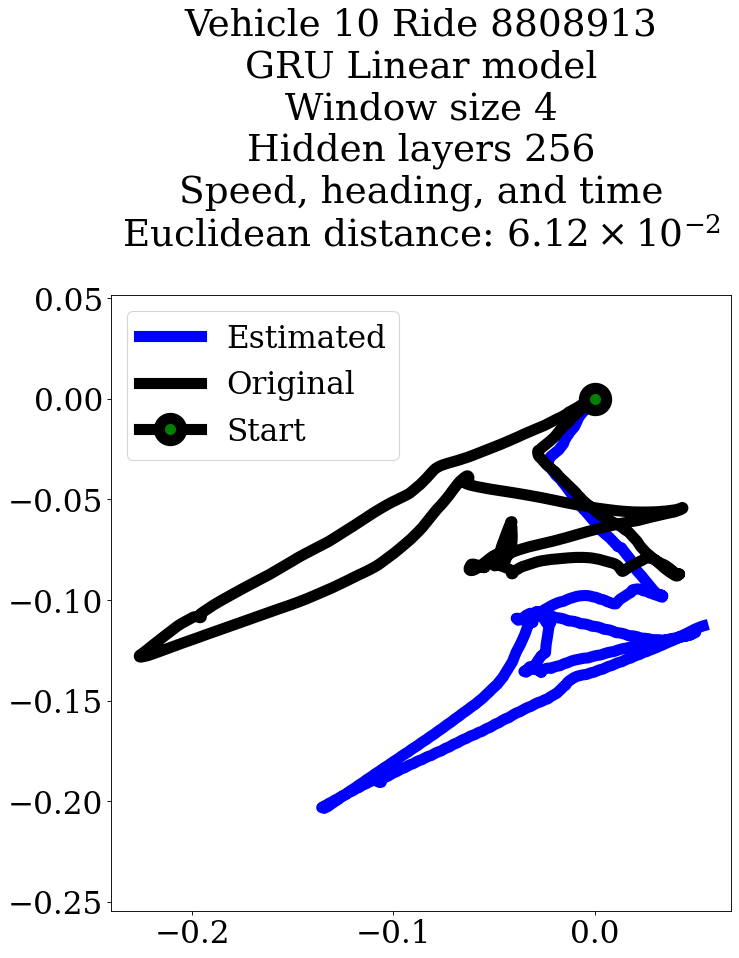 Vehicle 10 Ride 8808913
GRU Linear model
Window size 4
Hidden layers 256
Speed, heading, and time
Euclidean distance: 6.12 × 10⁻²
Estimated
Original
Start
0.05
0.00
−0.05
−0.10
−0.15
−0.20
−0.25
−0.2
−0.1
0.0